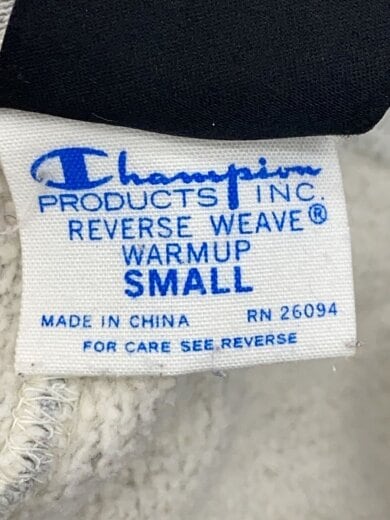 Champion
PRODUCTS INC.
REVERSE WEAVE®
WARMUP
SMALL
MADE IN CHINA RN 26094
FOR CARE SEE REVERSE